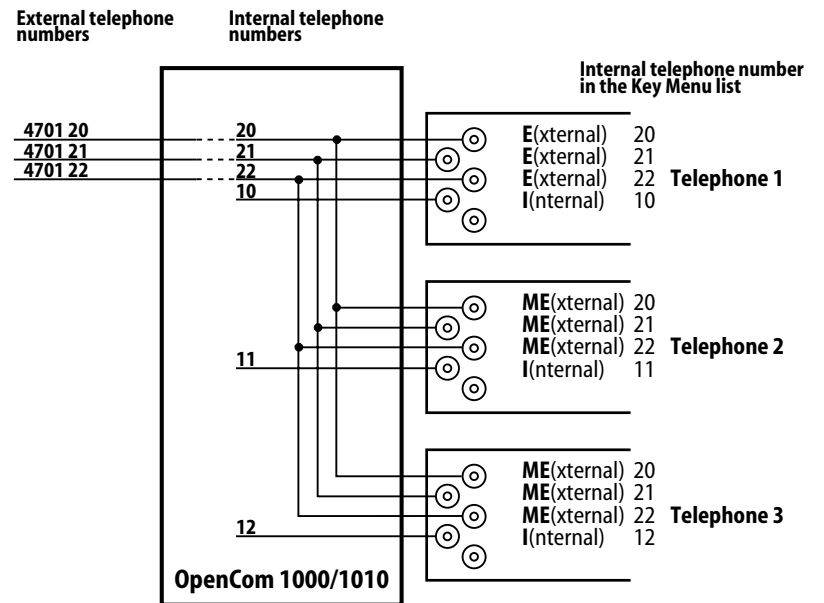 External telephone
numbers
Internal telephone
numbers
Internal telephone number
in the Key Menu list
4701 20
4701 21
4701 22
20
21
22
10
E(xternal) 20
E(xternal) 21
E(xternal) 22
I(nternal) 10
Telephone 1
11
ME(xternal) 20
ME(xternal) 21
ME(xternal) 22
I(nternal) 11
Telephone 2
12
ME(xternal) 20
ME(xternal) 21
ME(xternal) 22
I(nternal) 12
Telephone 3
OpenCom 1000/1010